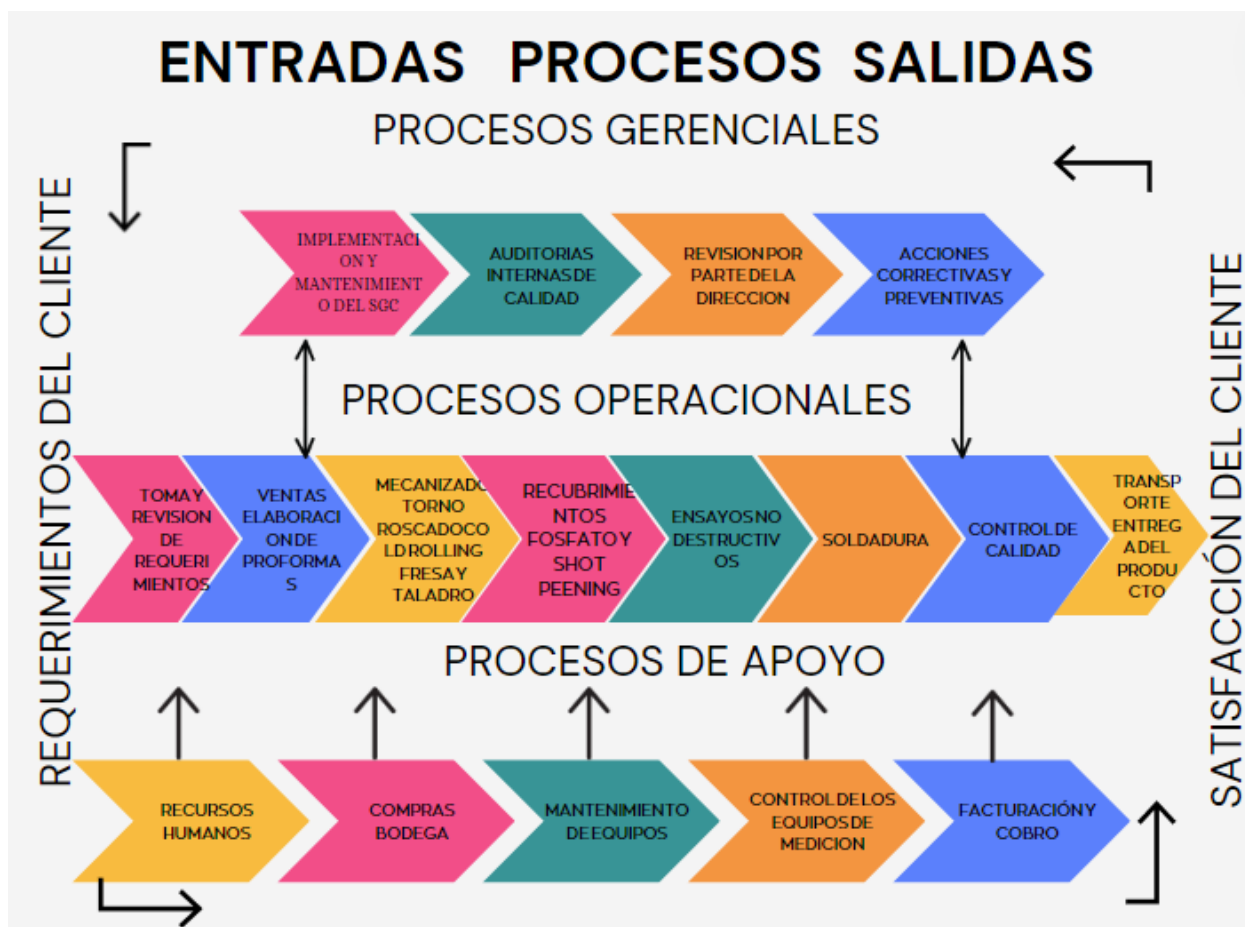 ENTRADAS PROCESOS SALIDAS
PROCESOS GERENCIALES
REQUERIMIENTOS DEL CLIENTE
IMPLEMENTACI
ON Y
MANTENIMIENT
O DEL SGC
AUDITORIAS
INTERNAS DE
CALIDAD
REVISION POR
PARTE DE LA
DIRECCION
ACCIONES
CORRECTIVAS Y
PREVENTIVAS
SATISFACCIÓN DEL CLIENTE
PROCESOS OPERACIONALES
TOMA Y
REVISION
DE
REQUERI
MIENTOS
VENTAS
ELABORACI
ON DE
PROFORMA
S
MECANIZADO
TORNO
ROSCADO CO
LD ROLLING
FRESA Y
TALADRO
RECUBRIMIE
NTOS
FOSFATO Y
SHOT
PEENING
ENSAYOS NO
DESTRUCTIV
OS
SOLDADURA
CONTROL DE
CALIDAD
TRANSP
ORTE
ENTREG
A DEL
PRODU
CTO
PROCESOS DE APOYO
RECURSOS
HUMANOS
COMPRAS
BODEGA
MANTENIMIENTO
DE EQUIPOS
CONTROL DE LOS
EQUIPOS DE
MEDICION
FACTURACIÓN Y
COBRO